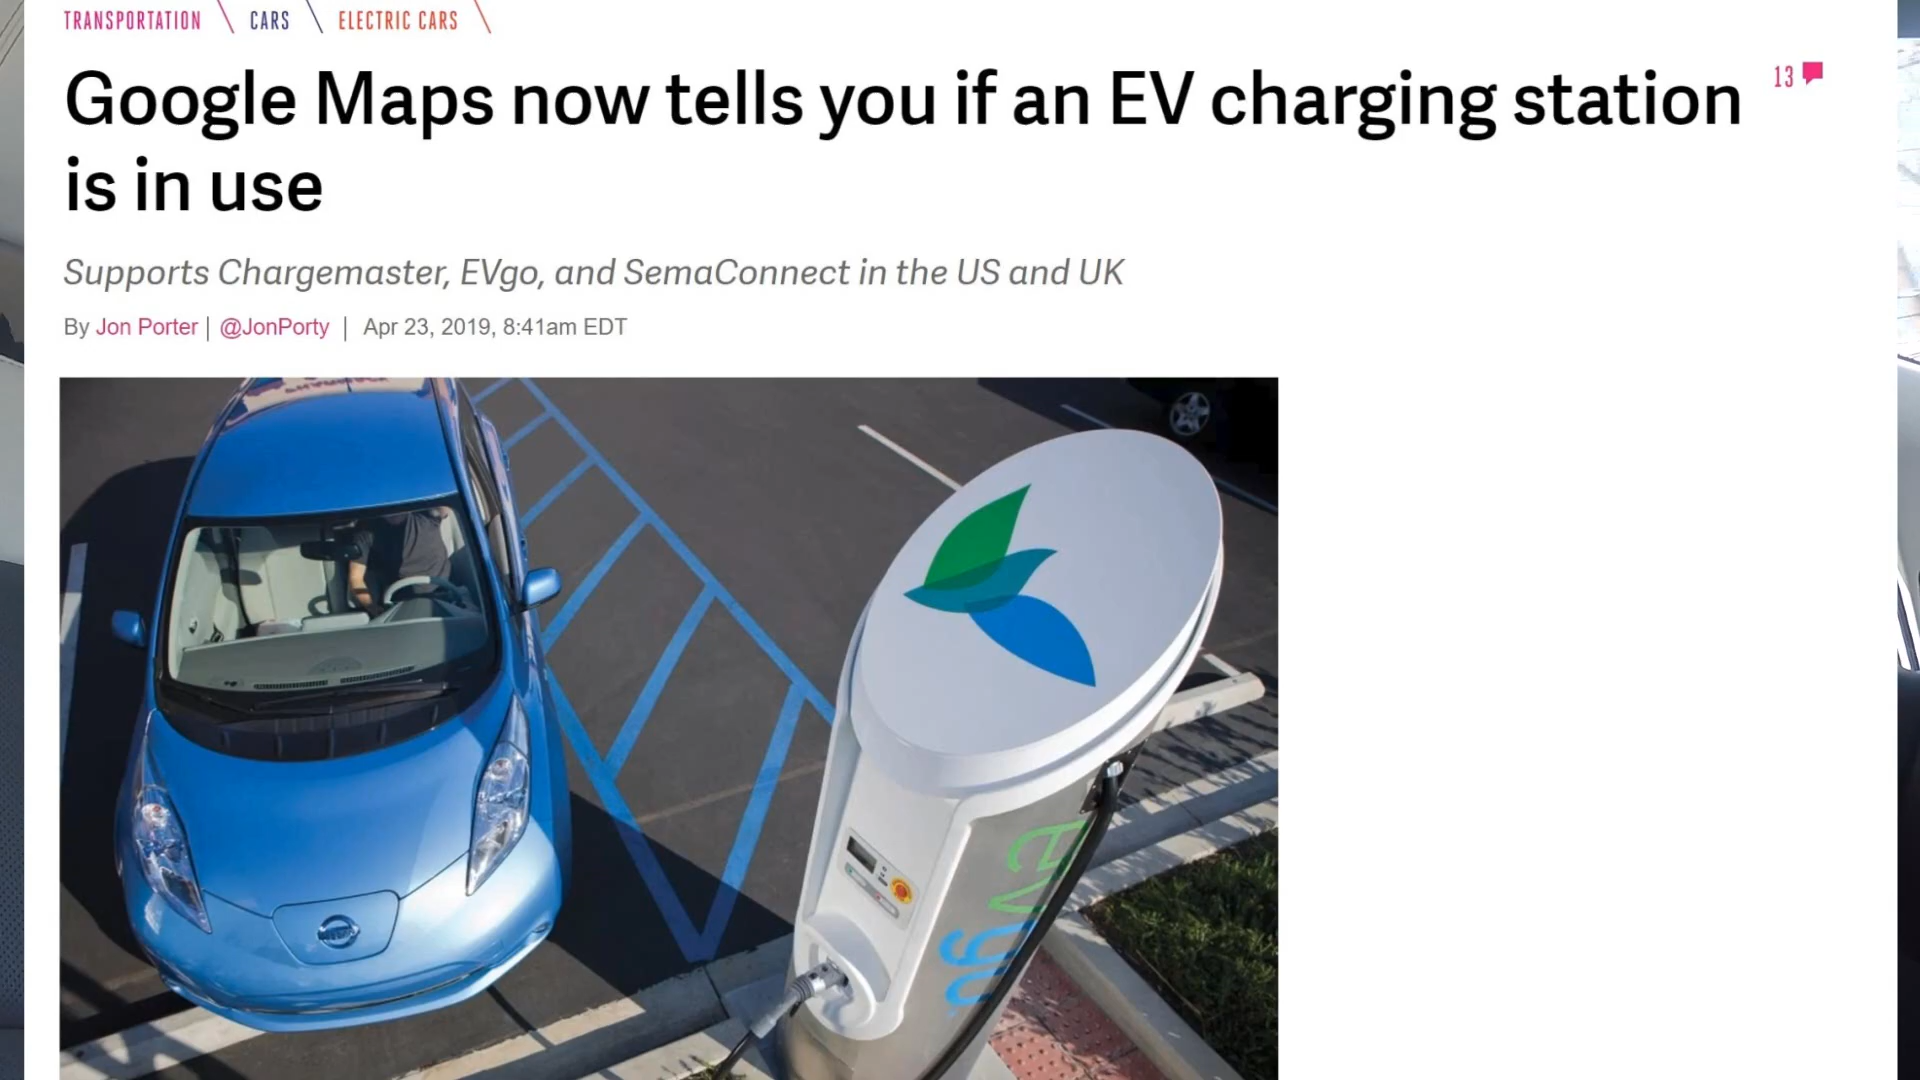 TRANSPORTATION \ CARS \ ELECTRIC CARS \
Google Maps now tells you if an EV charging station
is in use
13
Supports Chargemaster, EVgo, and SemaConnect in the US and UK
By Jon Porter | @JonPorty | Apr 23, 2019, 8:41am EDT
evgo